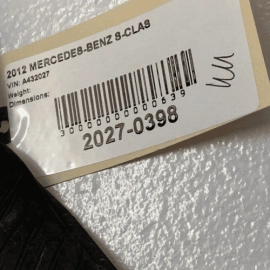 2012 MERCEDES-BENZ S-CLAS
VIN: A432027
Weight:
Dimensions:
3000000000639
2027-0398